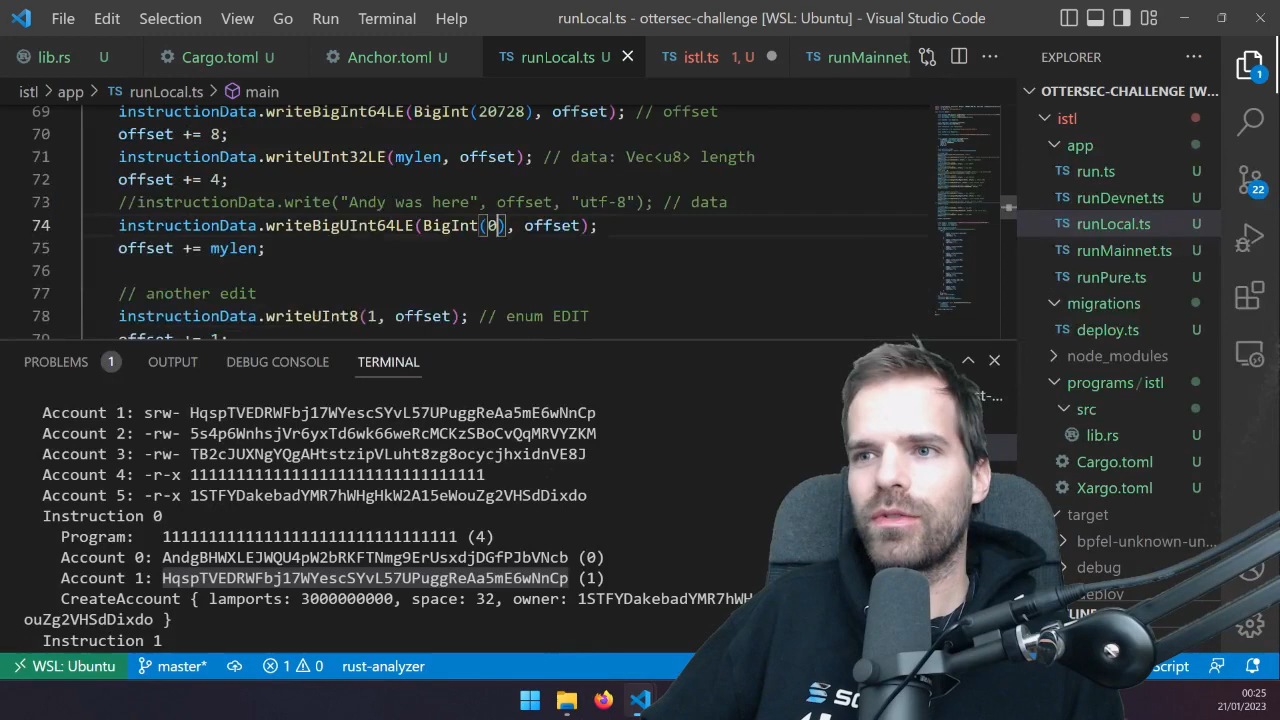 File Edit Selection View Go Run Terminal Help
runLocal.ts - ottersec-challenge [WSL: Ubuntu] - Visual Studio Code
lib.rs U
Cargo.toml U
Anchor.toml U
TS runLocal.ts U
TS istl.ts 1, U
TS runMainnet.
EXPLORER
istl > app > TS runLocal.ts > main
69 instructionData.writeBigInt64LE(BigInt(20728), offset); // offset
70 offset += 8;
71 instructionData.writeUInt32LE(mylen, offset); // data: Vec<u8> length
72 offset += 4;
73 //instructionData.write("Andy was here", offset, "utf-8"); // data
74 instructionData.writeBigUInt64LE(BigInt(0), offset);
75 offset += mylen;
76
77 // another edit
78 instructionData.writeUInt8(1, offset); // enum EDIT
79 offset += 1;
PROBLEMS 1 OUTPUT DEBUG CONSOLE TERMINAL
Account 1: srw- HqspTVEDRWFbj17WYescSYvL57UPuggReAa5mE6wNnCp
Account 2: -rw- 5s4p6WnhsjVr6yxTd6wk66weRcMCKzSBoCvQqMRVYZKM
Account 3: -rw- TB2cJUXNgYQgAHtstzipVLuht8zg8ocycjhxidnVE8J
Account 4: -r-x 11111111111111111111111111111111
Account 5: -r-x 1STFYDakebadYMR7hWHgHkW2A15eWouZg2VHSdDixdo
Instruction 0
Program: 11111111111111111111111111111111 (4)
Account 0: AndgBHWXLEJWQU4pW2bRKFTNmg9ErUsxdjDGfPJbVNcb (0)
Account 1: HqspTVEDRWFbj17WYescSYvL57UPuggReAa5mE6wNnCp (1)
CreateAccount { lamports: 3000000000, space: 32, owner: 1STFYDakebadYMR7hW
ouZg2VHSdDixdo }
Instruction 1
OTTERSEC-CHALLENGE [W...
istl
app
TS run.ts U
TS runDevnet.ts U
TS runLocal.ts U
TS runMainnet.ts U
TS runPure.ts U
migrations
TS deploy.ts U
node_modules
programs / istl
src
lib.rs U
Cargo.toml U
Xargo.toml U
target
bpfel-unknown-un...
debug
deploy
1
22
WSL: Ubuntu master* 1 0 rust-analyzer
00:25
21/01/2023